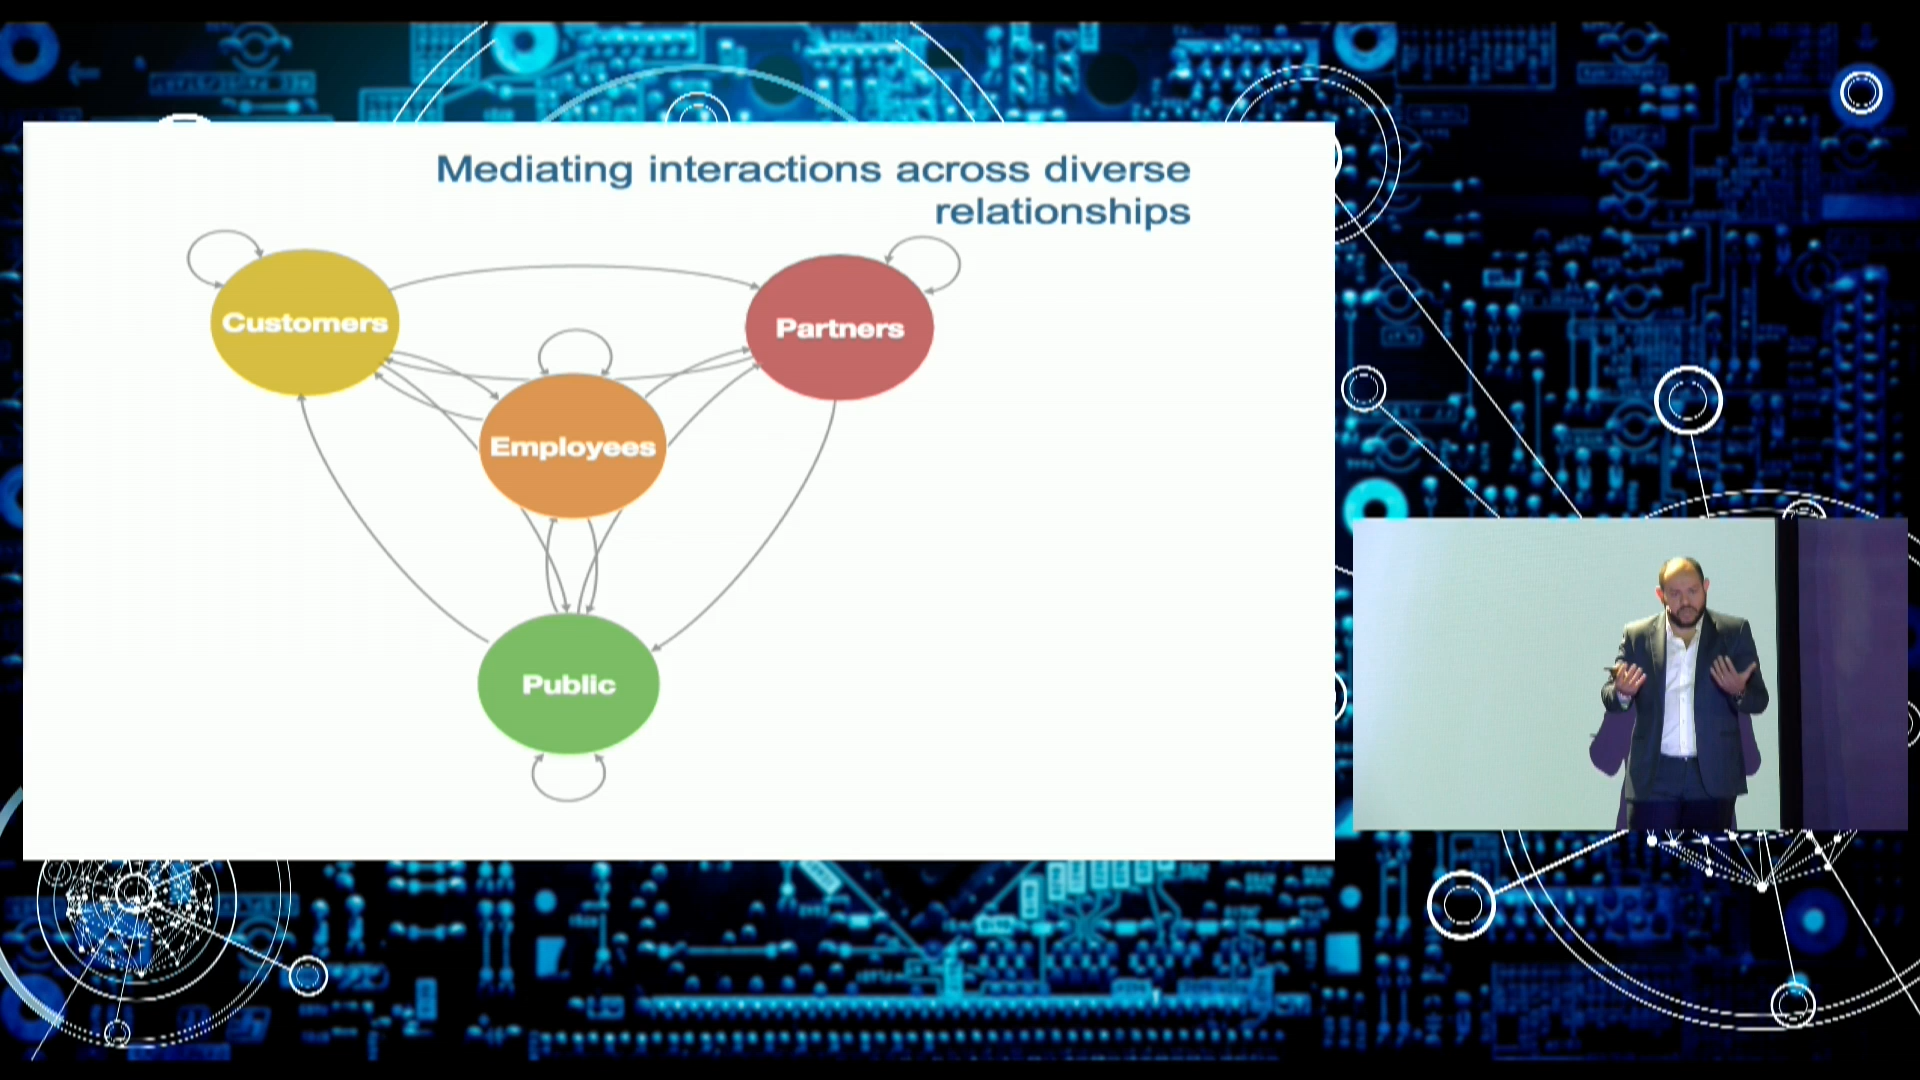 Mediating interactions across diverse
relationships
Customers
Partners
Employees
Public